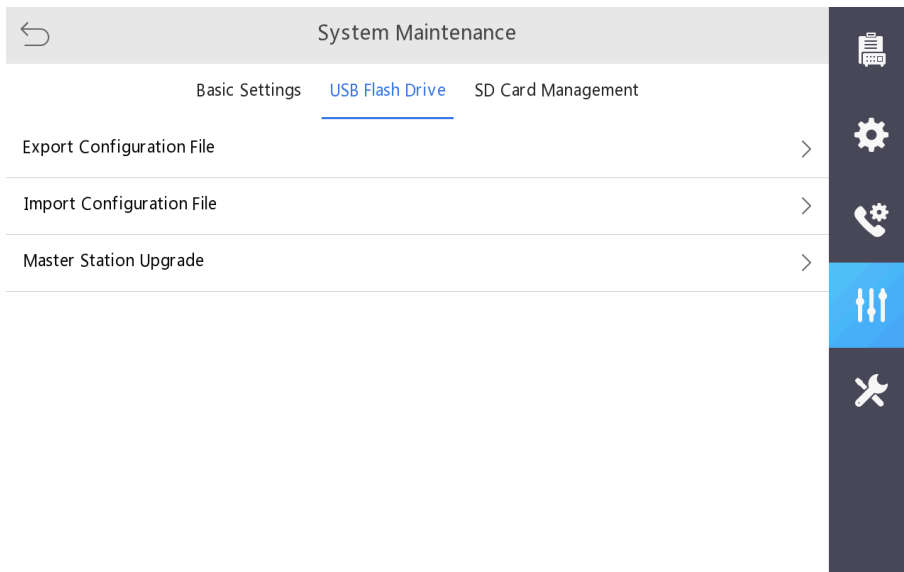 System Maintenance
Basic Settings USB Flash Drive SD Card Management
Export Configuration File
Import Configuration File
Master Station Upgrade